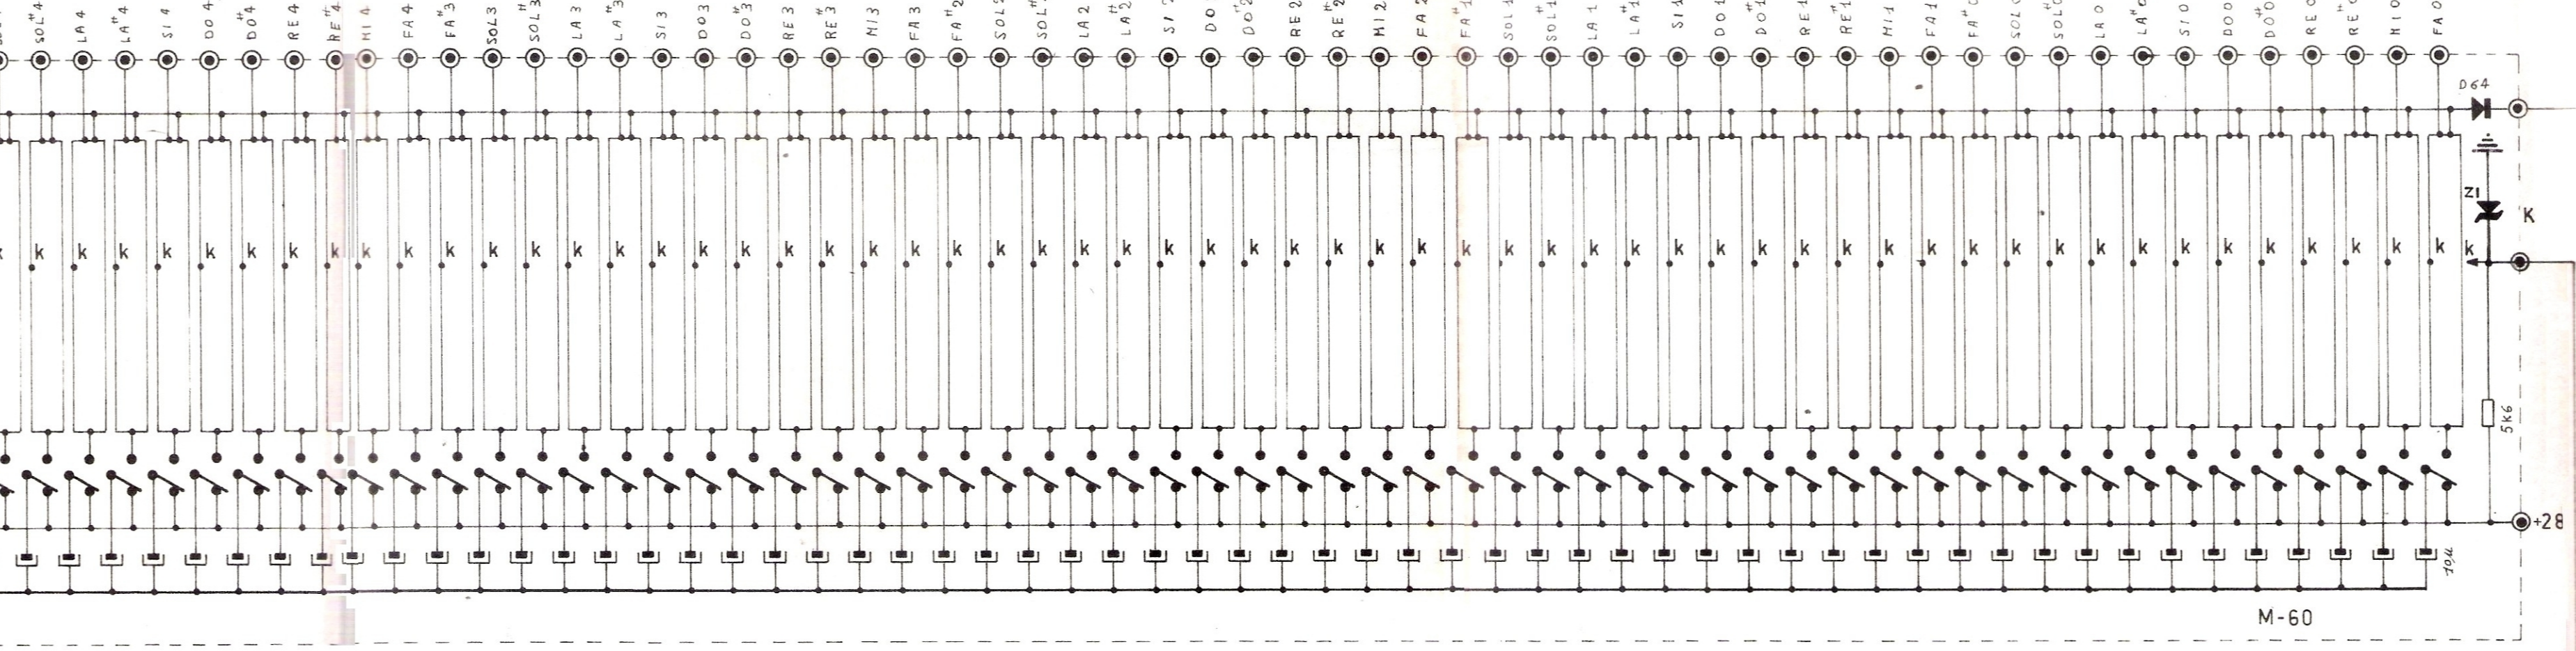 SOL#4 LA4 LA#4 SI4 DO4 DO#4 RE4 RE#4 MI4 FA4 FA#3 SOL3 SOL#3 LA3 LA#3 SI3 DO3 DO#3 RE3 RE#3 MI3 FA3 FA#2 SOL2 SOL# LA2 LA#2 SI2 DO DO#2 RE2 RE#2 MI2 FA2 FA#1 SOL1 SOL#1 LA1 LA#1 SI1 DO1 DO#1 RE1 RE#1 MI1 FA1 FA#0 SOL0 SOL#0 LA0 LA#0 SI0 DO0 DO#0 RE0 RE#0 MI0 FA0
D64
Z1
K
k k k k k k k k k k k k k k k k k k k k k k k k k k k k k k k k k k k k k k k k k k k k k k k k k k k k k k k k k k k
5K6
+28
10µ
M-60